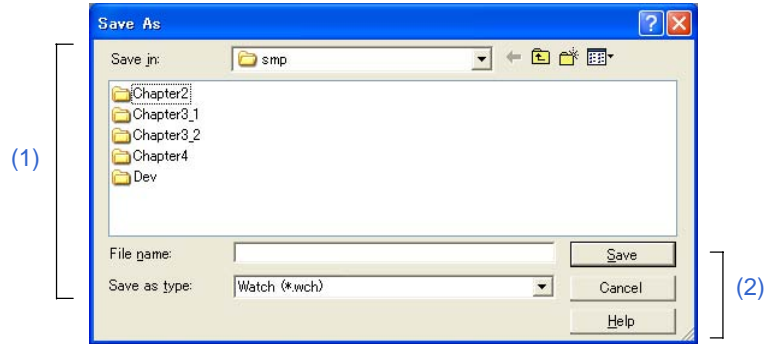 Save As
Save in: smp
Chapter2
Chapter3_1
Chapter3_2
Chapter4
Dev
(1)
File name: Save
Save as type: Watch (*.wch) Cancel
(2)
Help